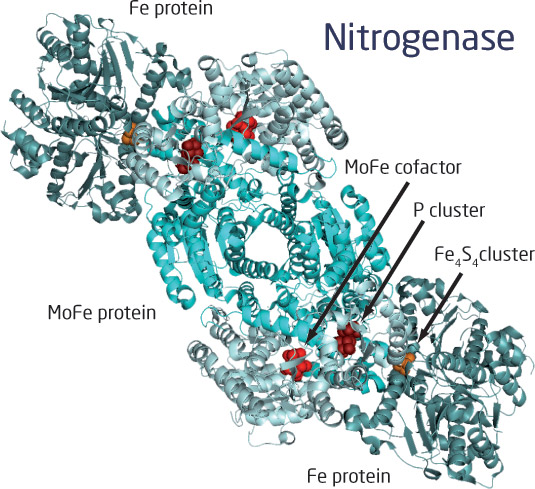 Fe protein
Nitrogenase
MoFe cofactor
P cluster
Fe₄S₄cluster
MoFe protein
Fe protein